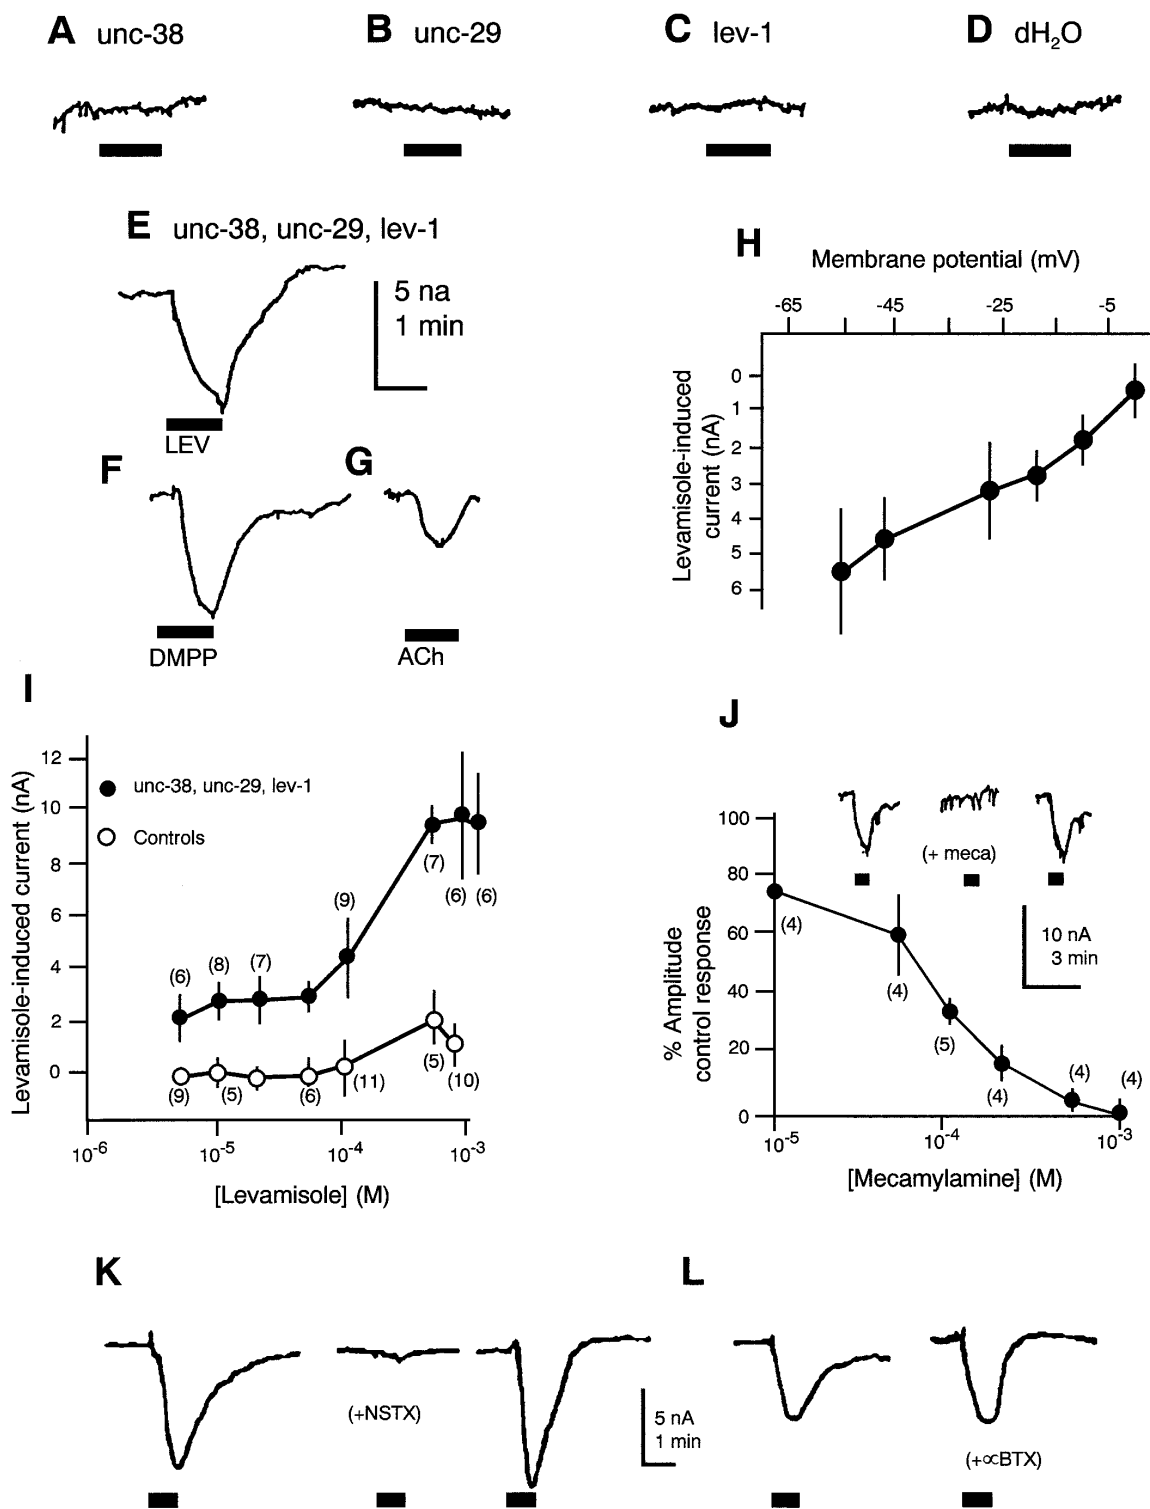 A unc-38
B unc-29
C lev-1
D dH₂O
E unc-38, unc-29, lev-1
5 na
1 min
LEV
F
DMPP
G
ACh
H
Membrane potential (mV)
-65 -45 -25 -5
Levamisole-induced
current (nA)
0
1
2
3
4
5
6
I
Levamisole-induced current (nA)
12
10
8
6
4
2
0
unc-38, unc-29, lev-1
Controls
(6) (8) (7) (9) (7) (6) (6)
(9) (5) (6) (11) (5) (10)
10⁻⁶ 10⁻⁵ 10⁻⁴ 10⁻³
[Levamisole] (M)
J
% Amplitude
control response
100
80
60
40
20
0
(+ meca)
10 nA
3 min
(4) (4) (5) (4) (4) (4)
10⁻⁵ 10⁻⁴ 10⁻³
[Mecamylamine] (M)
K
(+NSTX)
5 nA
1 min
L
(+∝BTX)